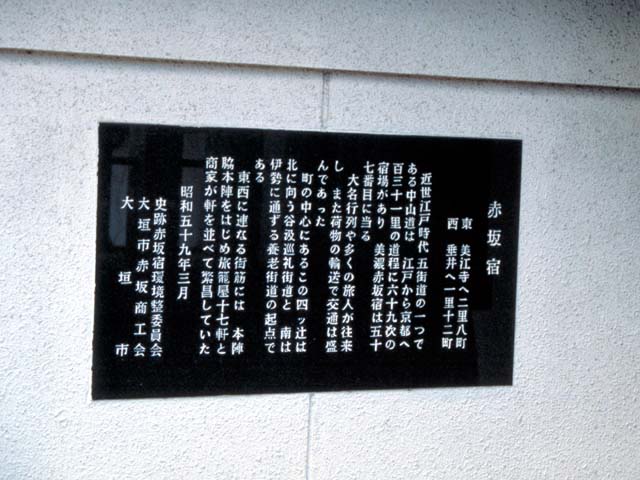 赤坂宿
東 美江寺へ二里八町
西 垂井へ一里十二町
近世江戸時代 五街道の一つで
ある中山道は 江戸から京都へ
百三十一里の道程に六十九次の
宿場があり 美濃赤坂宿は五十
七番目に当る
大名行列や多くの旅人が往来
し また荷物の輸送で交通は盛
んであった
町の中心にあるこの四ッ辻は
北に向う谷汲巡礼街道と 南は
伊勢に通ずる養老街道の起点で
ある
東西に連なる街筋には 本陣
脇本陣をはじめ旅籠屋十七軒と
商家が軒を並べて繁昌していた
昭和五十九年三月
史跡赤坂宿環境整委員会
大垣市赤坂商工会
大垣市